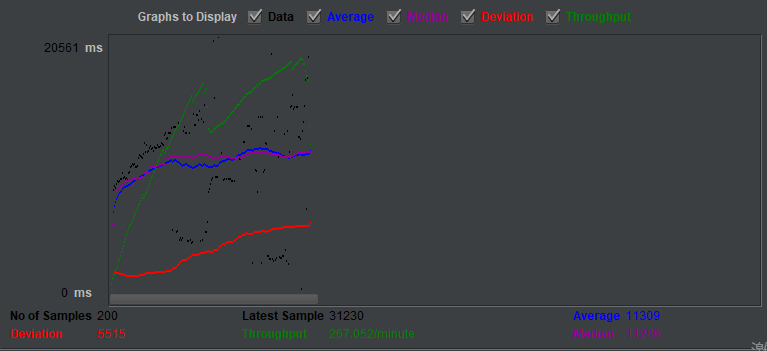 Graphs to Display Data Average Median Deviation Throughput
20561 ms
0 ms
No of Samples 200 Latest Sample 31230 Average 11309
Deviation 5515 Throughput 267.052/minute Median